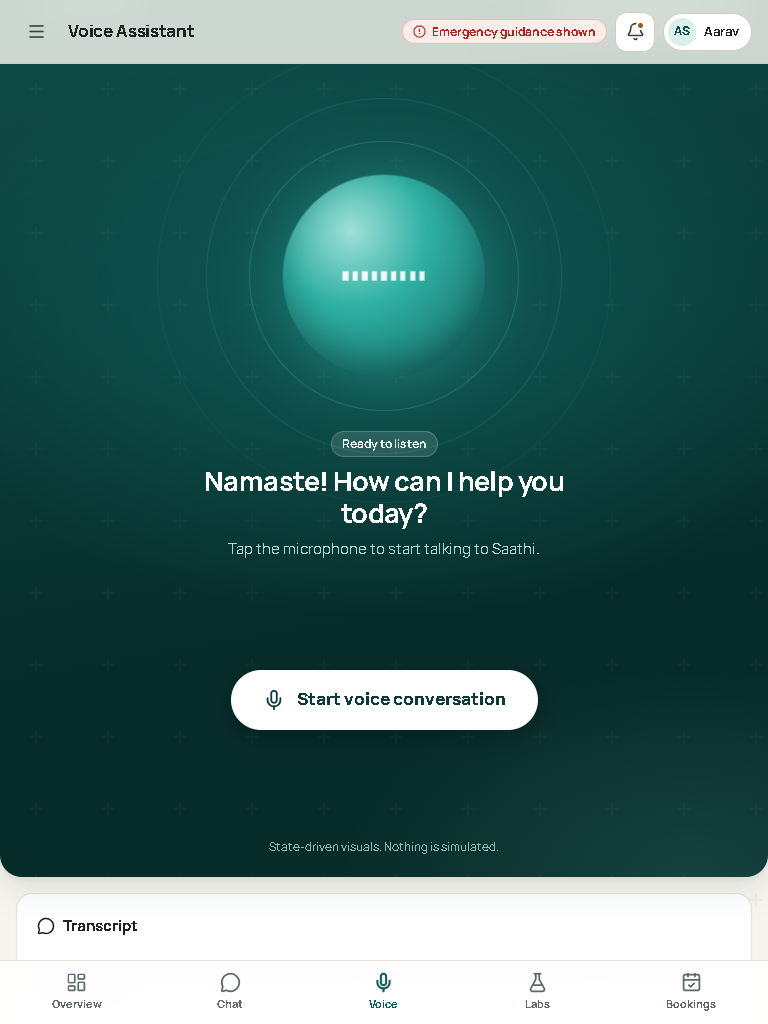 Voice Assistant
Emergency guidance shown
AS
Aarav
Ready to listen
Namaste! How can I help you
today?
Tap the microphone to start talking to Saathi.
Start voice conversation
State-driven visuals. Nothing is simulated.
Transcript
Overview
Chat
Voice
Labs
Bookings